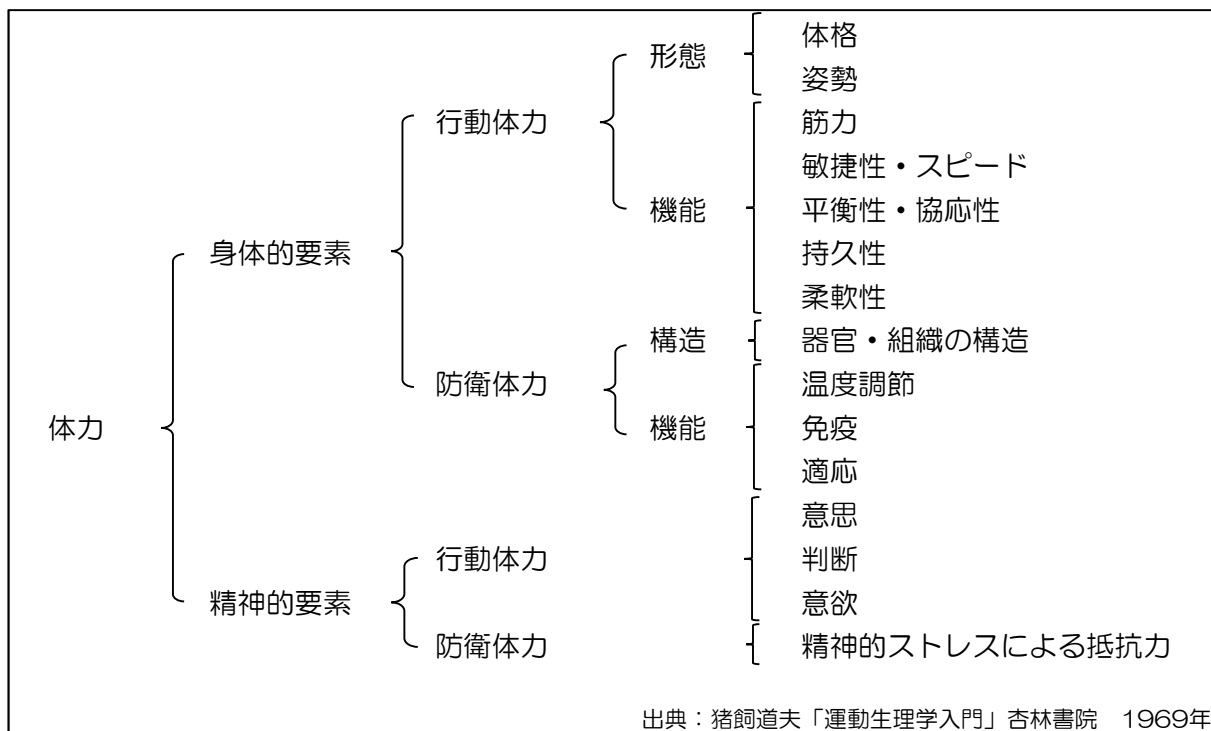 体格
形態
姿勢
行動体力
筋力
敏捷性・スピード
機能
平衡性・協応性
身体的要素
持久性
柔軟性
構造
器官・組織の構造
防衛体力
温度調節
体力
機能
免疫
適応
意思
行動体力
判断
精神的要素
意欲
防衛体力
精神的ストレスによる抵抗力
出典：猪飼道夫「運動生理学入門」杏林書院　1969年